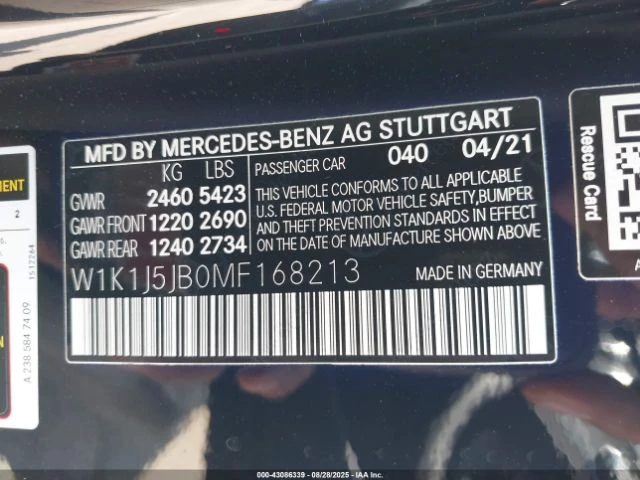 MFD BY MERCEDES-BENZ AG STUTTGART
KG LBS
GVWR 2460 5423
GAWR FRONT 1220 2690
GAWR REAR 1240 2734
PASSENGER CAR 040 04/21
THIS VEHICLE CONFORMS TO ALL APPLICABLE
U.S. FEDERAL MOTOR VEHICLE SAFETY, BUMPER
AND THEFT PREVENTION STANDARDS IN EFFECT
ON THE DATE OF MANUFACTURE SHOWN ABOVE
W1K1J5JB0MF168213 MADE IN GERMANY
2
1512264
A 238 584 74 09
Rescue Card
000-43086339 | 08/28/2025 | IAA Inc.